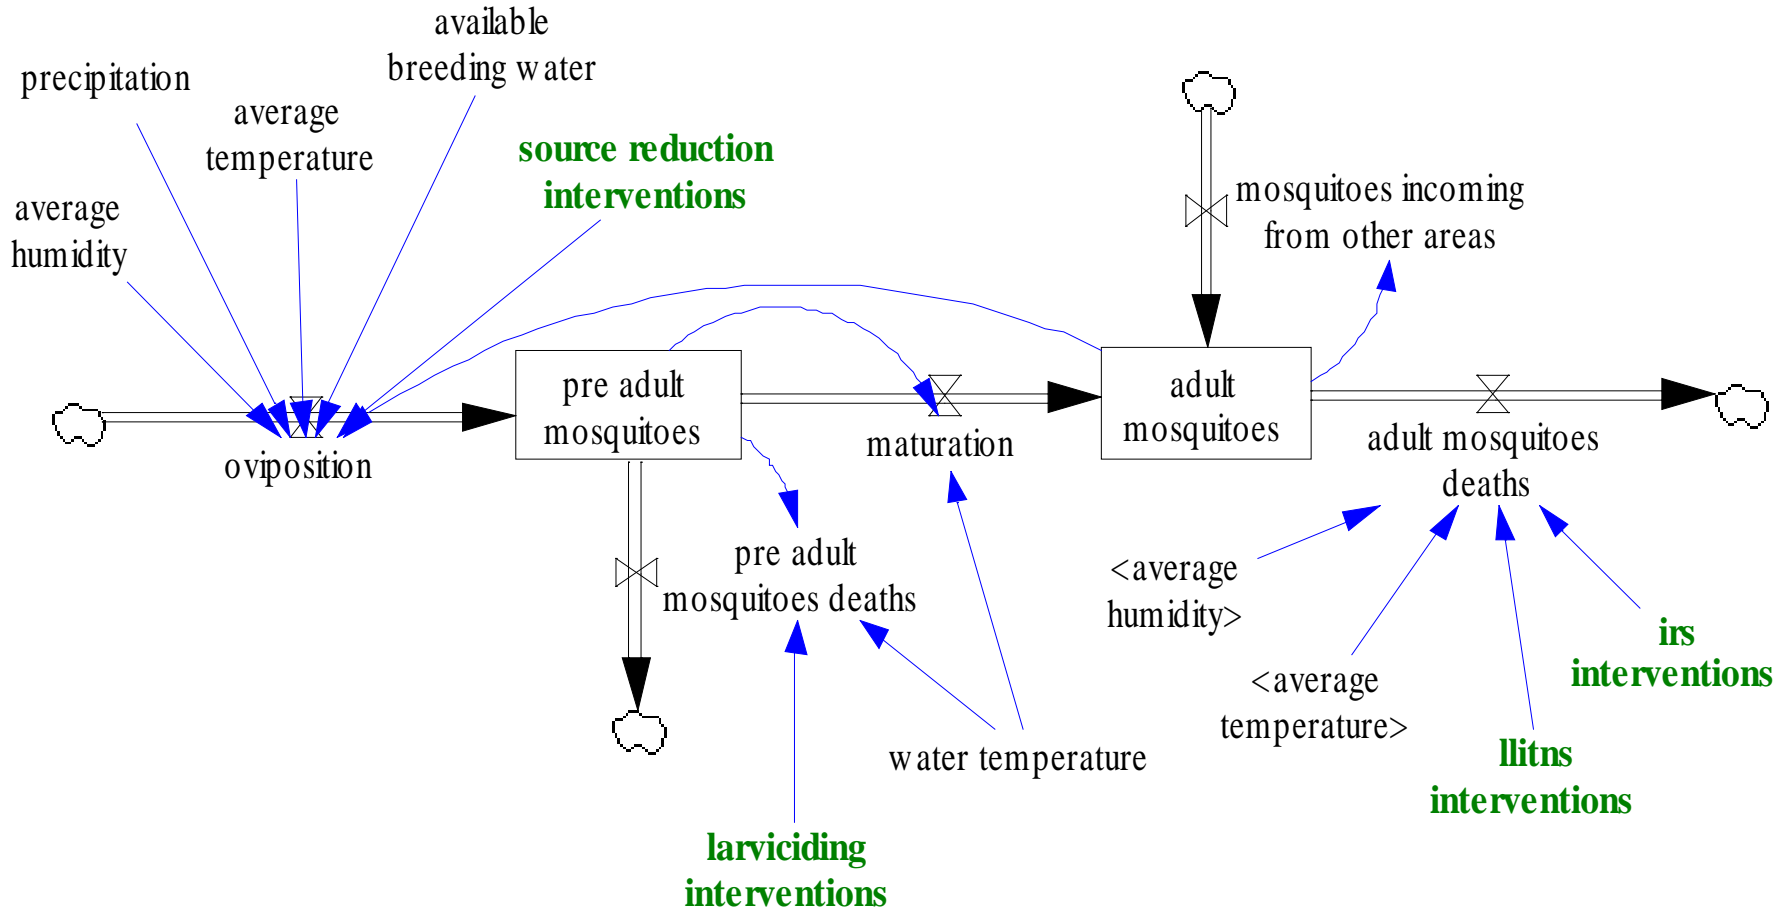 available
breeding water
precipitation
average
temperature
source reduction
interventions
average
humidity
mosquitoes incoming
from other areas
pre adult
mosquitoes
adult
mosquitoes
oviposition
maturation
adult mosquitoes
deaths
pre adult
mosquitoes deaths
<average
humidity>
<average
temperature>
irs
interventions
water temperature
llitns
interventions
larviciding
interventions